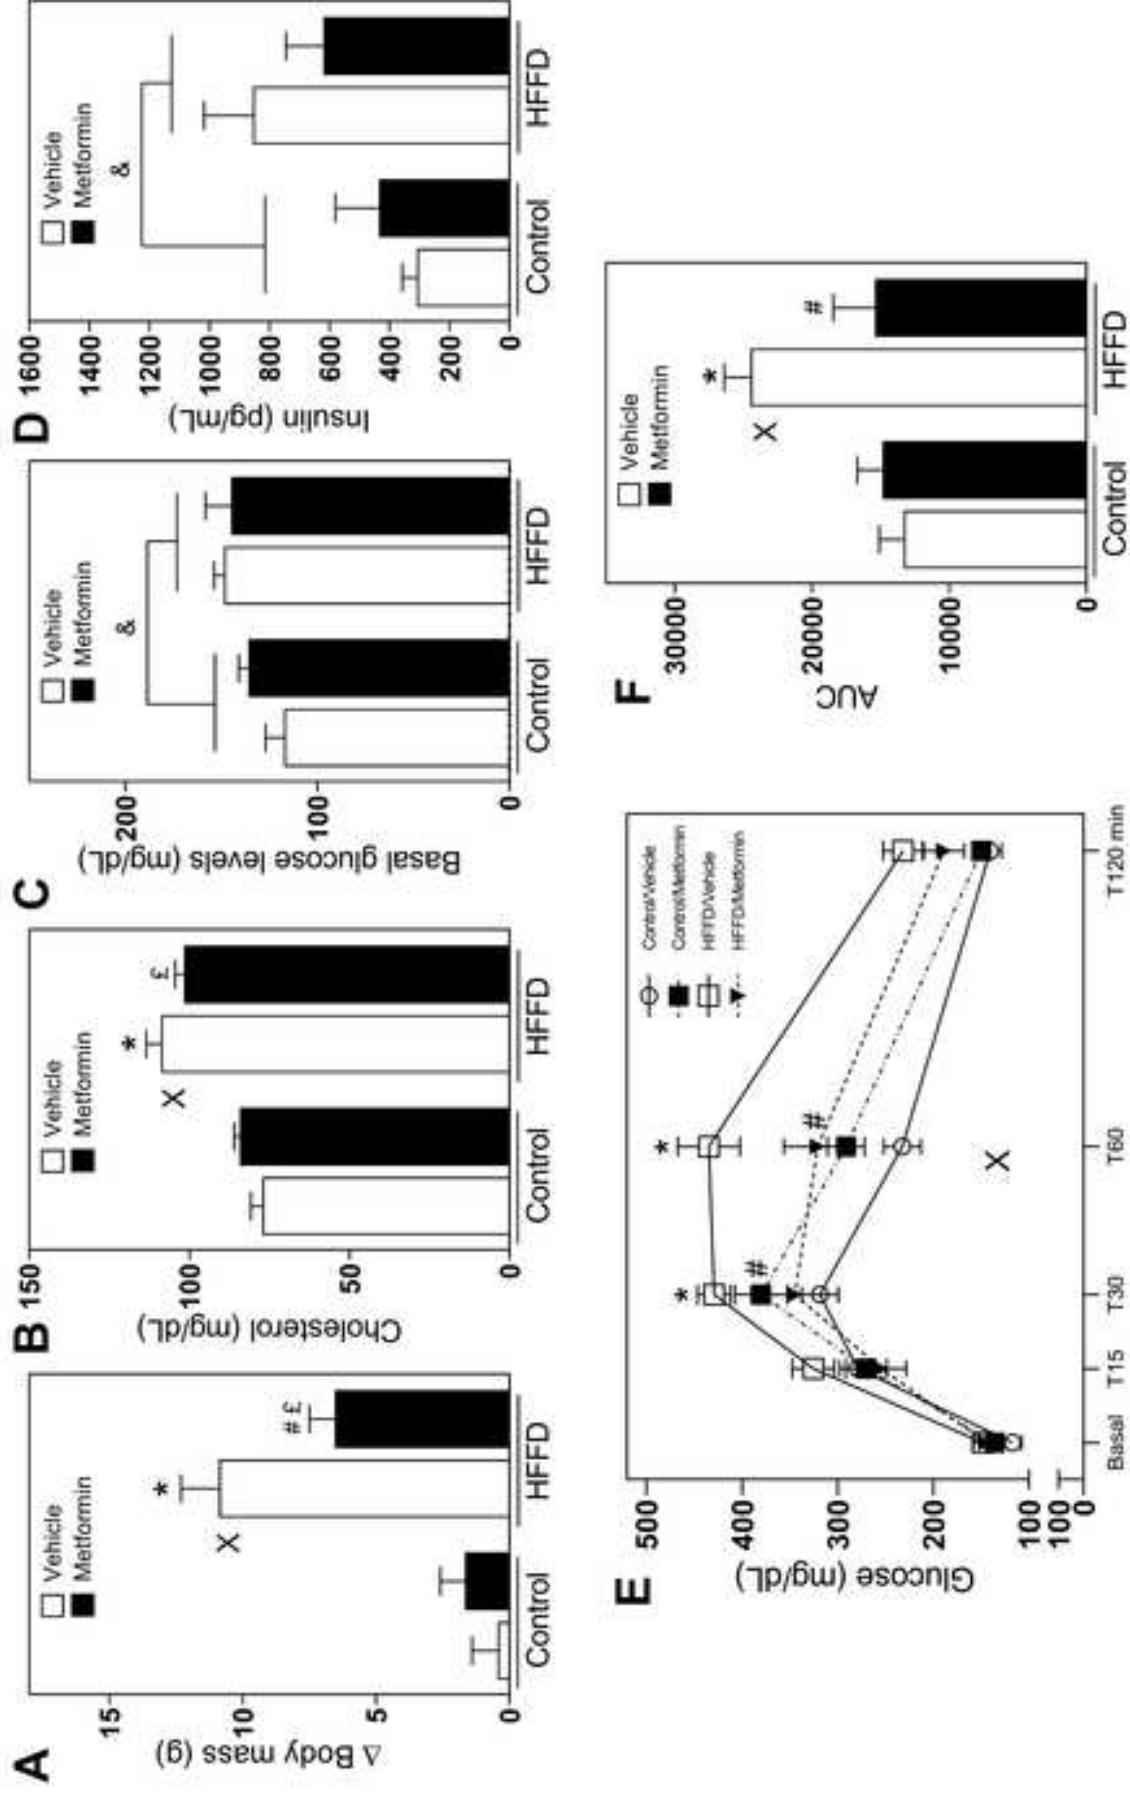 A
Δ Body mass (g)
15
10
5
0
Vehicle
Metformin
X
*
# £
Control
HFFD
B
Cholesterol (mg/dL)
150
100
50
0
Vehicle
Metformin
X
*
£
Control
HFFD
C
Basal glucose levels (mg/dL)
200
100
0
Vehicle
Metformin
&
Control
HFFD
D
Insulin (pg/mL)
1600
1400
1200
1000
800
600
400
200
0
Vehicle
Metformin
&
Control
HFFD
E
Glucose (mg/dL)
500
400
300
200
100
100
0
Control/Vehicle
Control/Metformin
HFFD/Vehicle
HFFD/Metformin
*
#
*
#
X
Basal
T15
T30
T60
T120 min
F
AUC
30000
20000
10000
0
Vehicle
Metformin
X
*
#
Control
HFFD